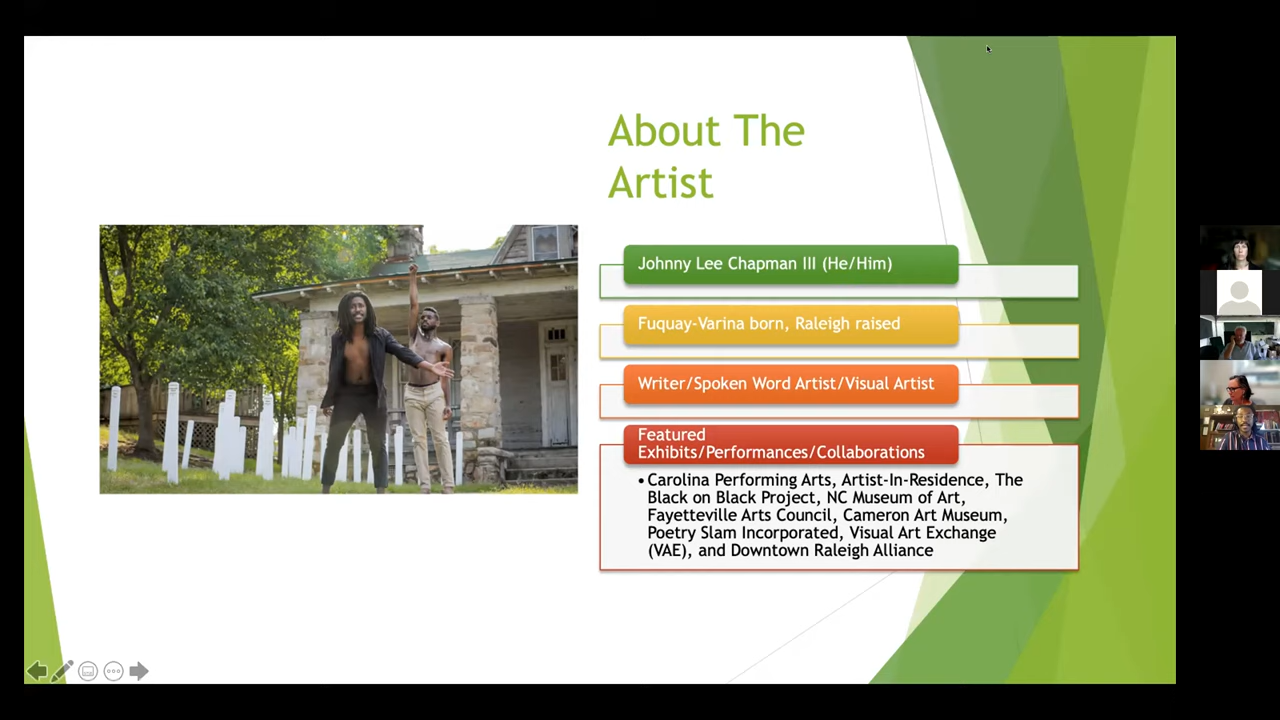 About The
Artist
Johnny Lee Chapman III (He/Him)
Fuquay-Varina born, Raleigh raised
Writer/Spoken Word Artist/Visual Artist
Featured
Exhibits/Performances/Collaborations
•Carolina Performing Arts, Artist-In-Residence, The
Black on Black Project, NC Museum of Art,
Fayetteville Arts Council, Cameron Art Museum,
Poetry Slam Incorporated, Visual Art Exchange
(VAE), and Downtown Raleigh Alliance